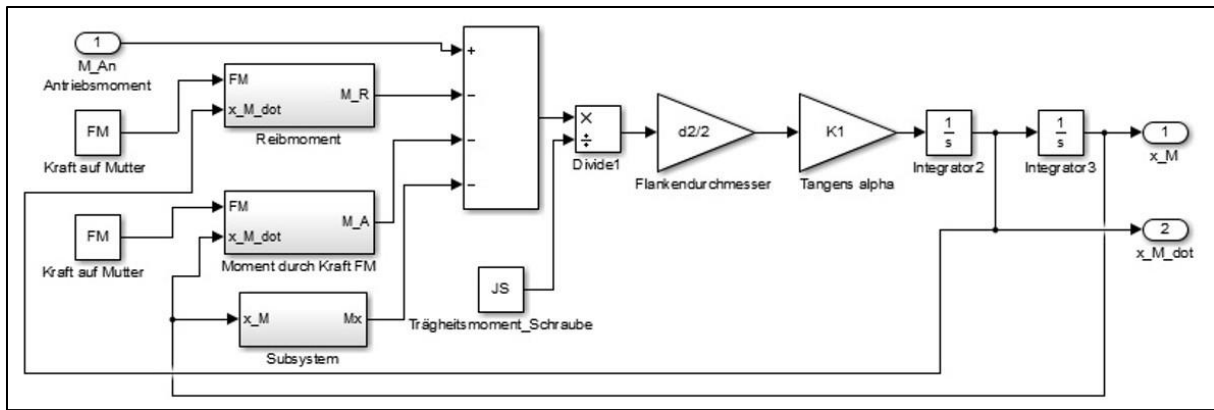 1
M_An
Antriebsmoment
FM
Kraft auf Mutter
FM
x_M_dot
M_R
Reibmoment
FM
Kraft auf Mutter
FM
x_M_dot
M_A
Moment durch Kraft FM
x_M
Mx
Subsystem
+
−
−
−
JS
Trägheitsmoment_Schraube
×
÷
Divide1
d2/2
Flankendurchmesser
K1
Tangens alpha
1
s
Integrator2
1
s
Integrator3
1
x_M
2
x_M_dot